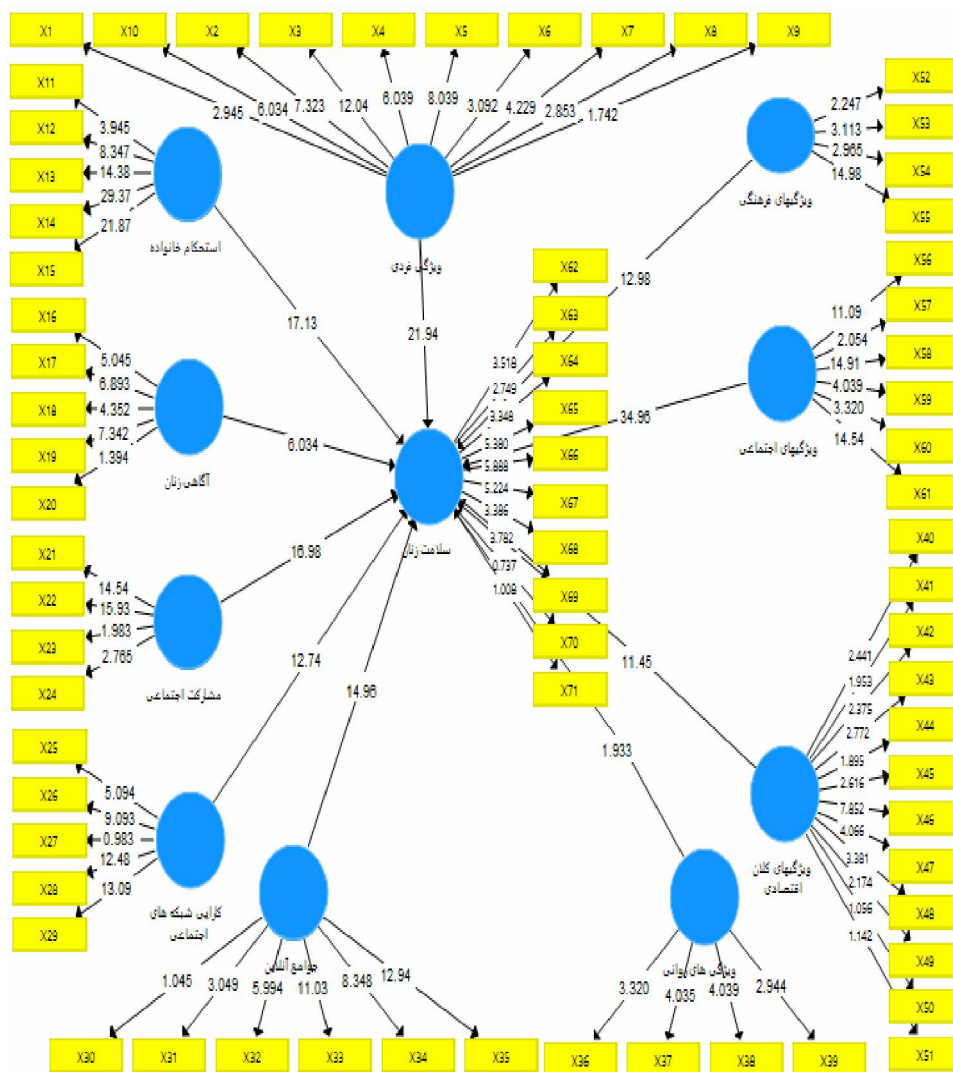 X1
X10
X2
X3
X4
X5
X6
X7
X8
X9
2.945
6.034
7.323
12.04
6.039
8.039
3.092
4.229
2.853
1.742
ویژگی فردی
21.94
X11
X12
X13
X14
X15
3.945
8.347
14.38
29.37
21.87
استحکام خانواده
17.13
X16
X17
X18
X19
X20
5.045
6.893
4.352
7.342
1.394
آگاهی زنان
6.034
X21
X22
X23
X24
14.54
15.93
1.983
2.765
مشارکت اجتماعی
16.98
X25
X26
X27
X28
X29
5.094
9.093
0.983
12.48
13.09
کارایی شبکه های
اجتماعی
12.74
جوامع آنلاین
14.96
1.045
3.049
5.994
11.03
8.348
12.94
X30
X31
X32
X33
X34
X35
ویژگی های روانی
1.933
3.320
4.035
4.039
2.944
X36
X37
X38
X39
سلامت زنان
X62
X63
X64
X65
X66
X67
X68
X69
X70
X71
3.518
2.749
3.348
5.380
5.888
5.224
3.386
3.782
0.737
1.008
X52
X53
X54
X55
2.247
3.113
2.965
14.98
ویژگیهای فرهنگی
12.98
X56
X57
X58
X59
X60
X61
11.09
2.054
14.91
4.039
3.320
14.54
ویژگیهای اجتماعی
34.96
X40
X41
X42
X43
X44
X45
X46
X47
X48
X49
X50
X51
2.441
1.953
2.375
2.772
1.895
2.616
7.852
4.066
3.381
2.174
1.056
1.142
ویژگیهای کلان
اقتصادی
11.45